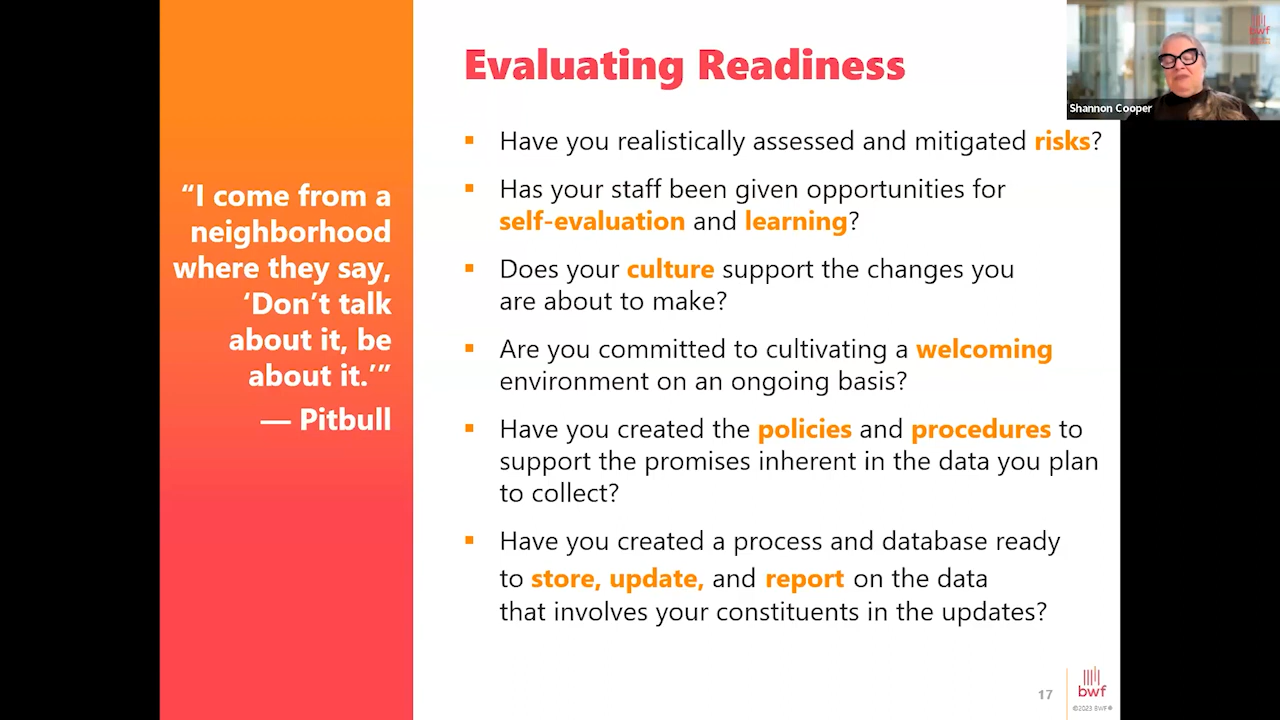 Evaluating Readiness
Shannon Cooper
bwf
“I come from a
neighborhood
where they say,
‘Don’t talk
about it, be
about it.’”
— Pitbull
▪ Have you realistically assessed and mitigated risks?
▪ Has your staff been given opportunities for
self-evaluation and learning?
▪ Does your culture support the changes you
are about to make?
▪ Are you committed to cultivating a welcoming
environment on an ongoing basis?
▪ Have you created the policies and procedures to
support the promises inherent in the data you plan
to collect?
▪ Have you created a process and database ready
to store, update, and report on the data
that involves your constituents in the updates?
17
bwf
©2023 BWF®